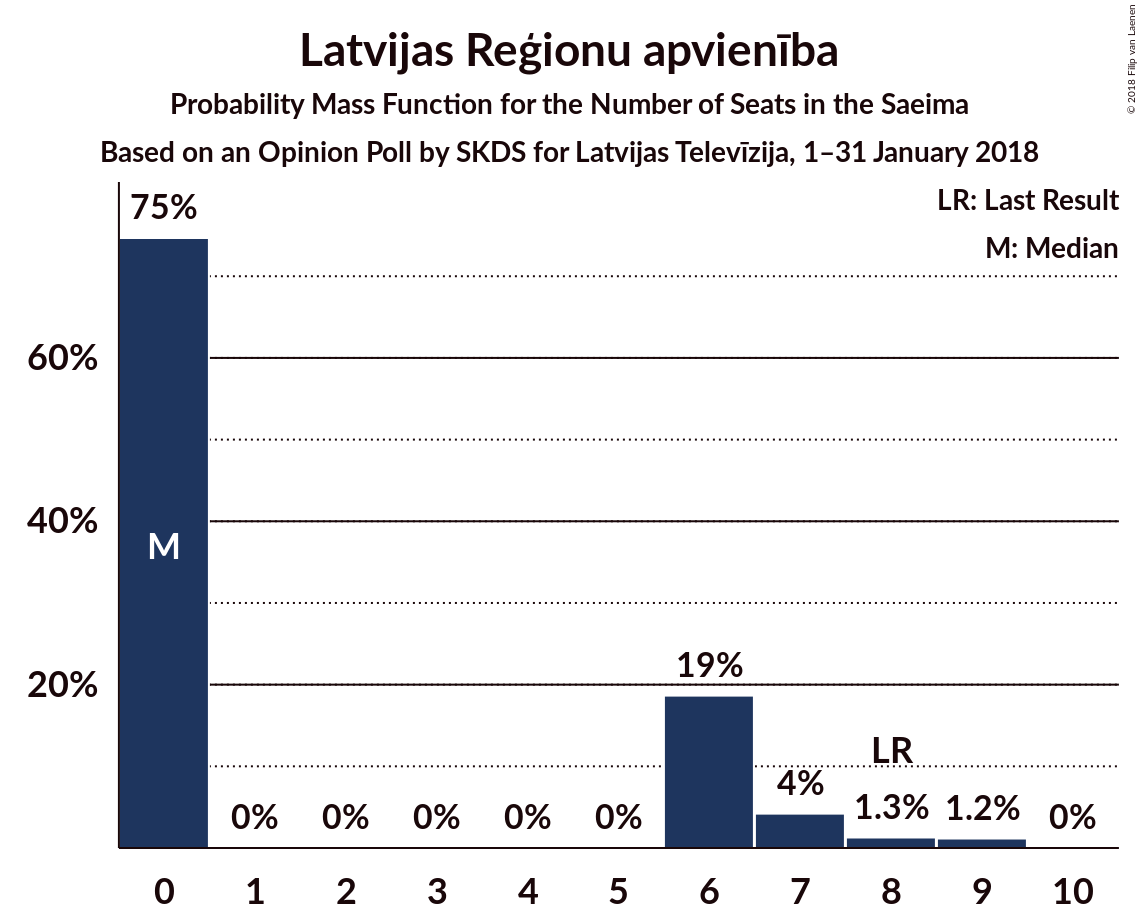 Latvijas Reģionu apvienība
Probability Mass Function for the Number of Seats in the Saeima
Based on an Opinion Poll by SKDS for Latvijas Televīzija, 1–31 January 2018
© 2018 Filip van Laenen
LR: Last Result
M: Median
75%
60%
40%
M
20%
19%
LR
4%
0% 0% 0% 0% 0% 1.3% 1.2% 0%
0 1 2 3 4 5 6 7 8 9 10